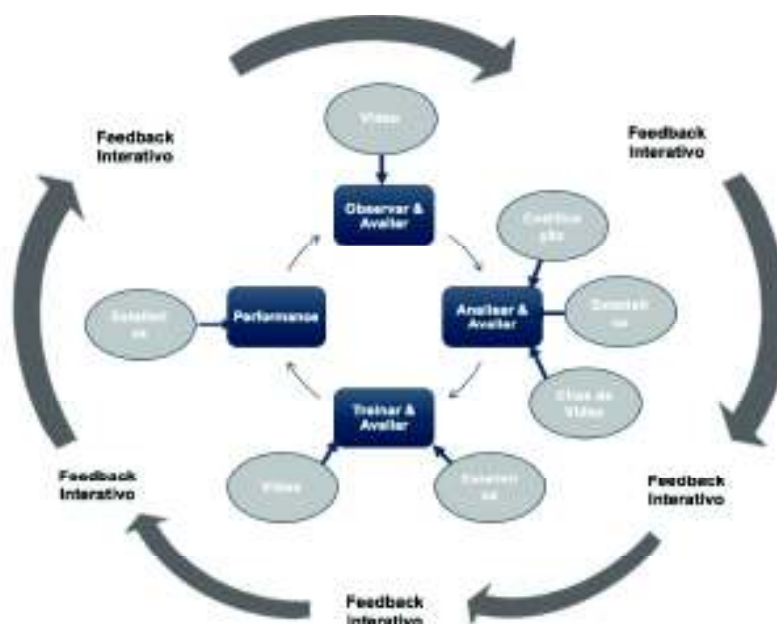 Feedback
Interativo
Feedback
Interativo
Vídeo
Observar &
Avaliar
Performance
Analisar &
Avaliar
Clips de
Vídeo
Treinar &
Avaliar
Vídeo
Feedback
Interativo
Feedback
Interativo
Feedback
Interativo